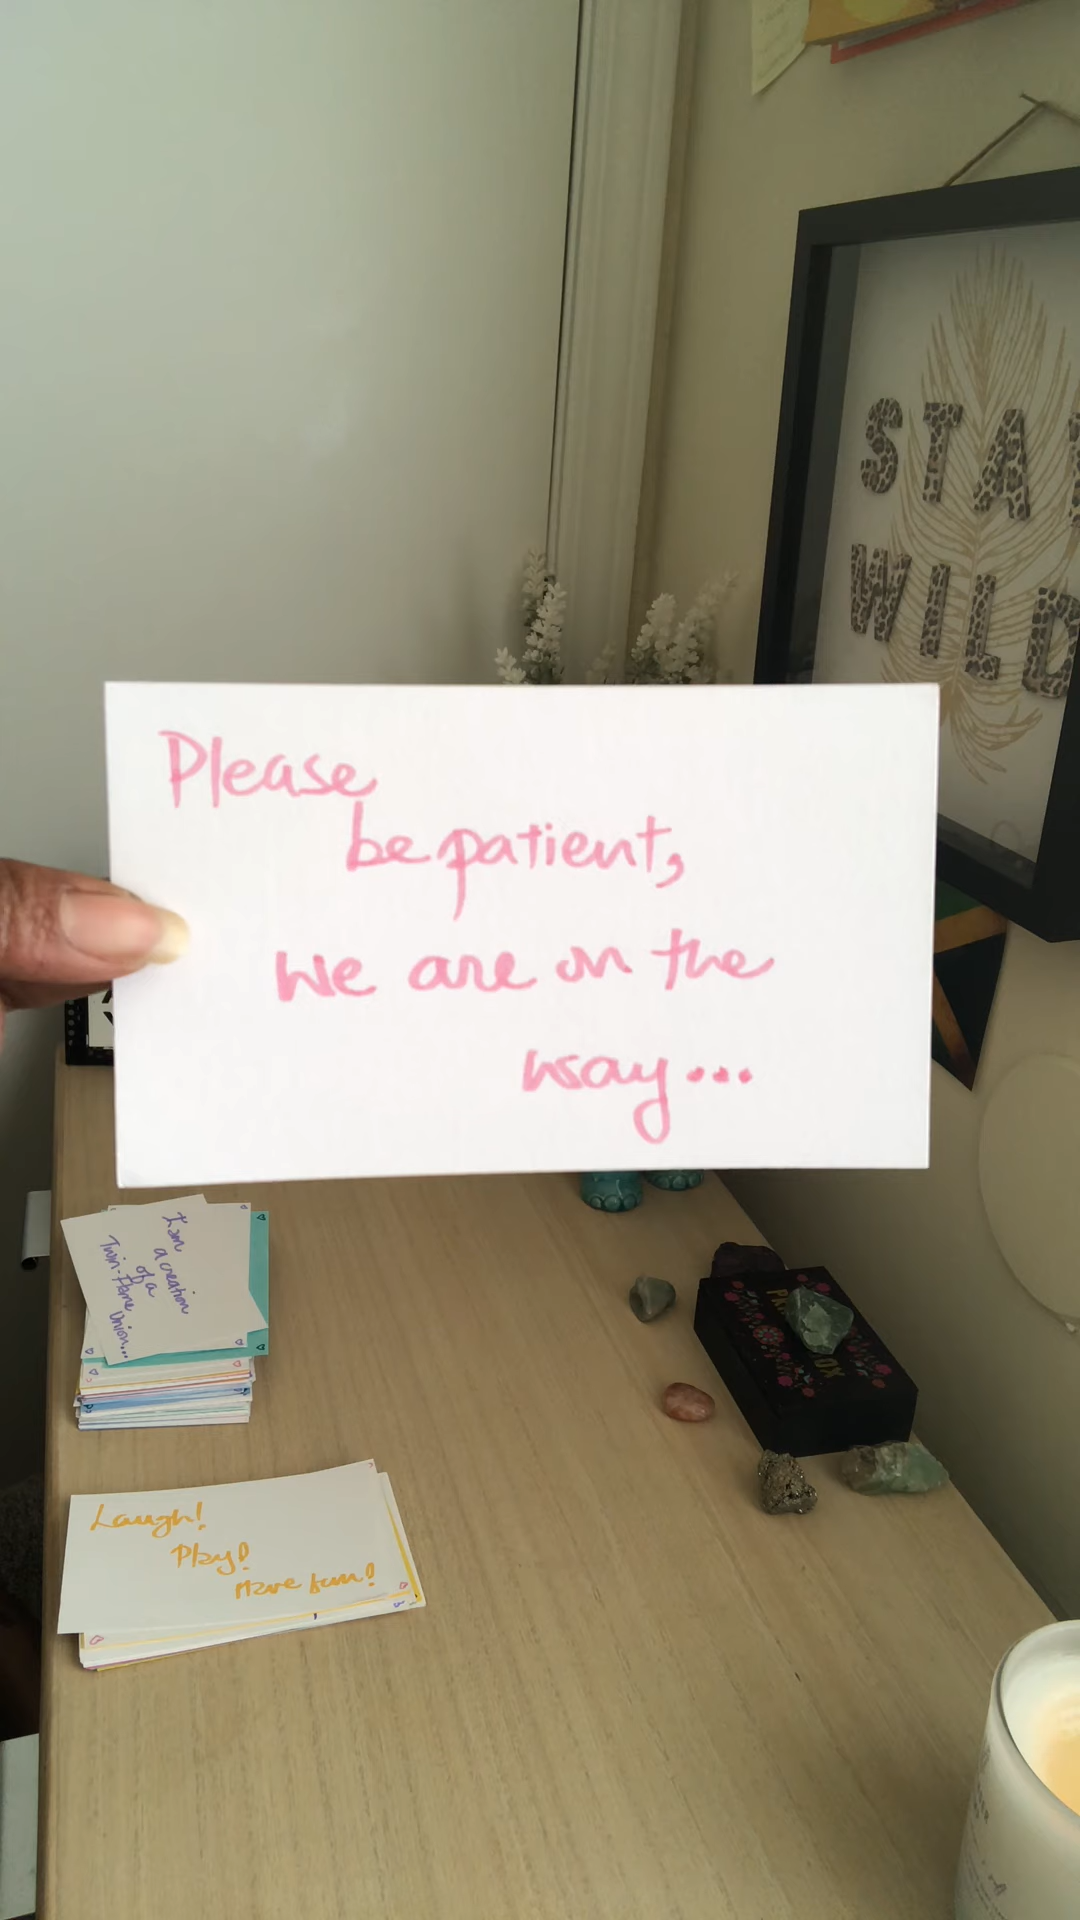 Please
be patient,
we are on the
way...
STAY
WILD
I am
a creation
of a
Twin-Flame
Union...
Laugh!
Play!
Have fun!